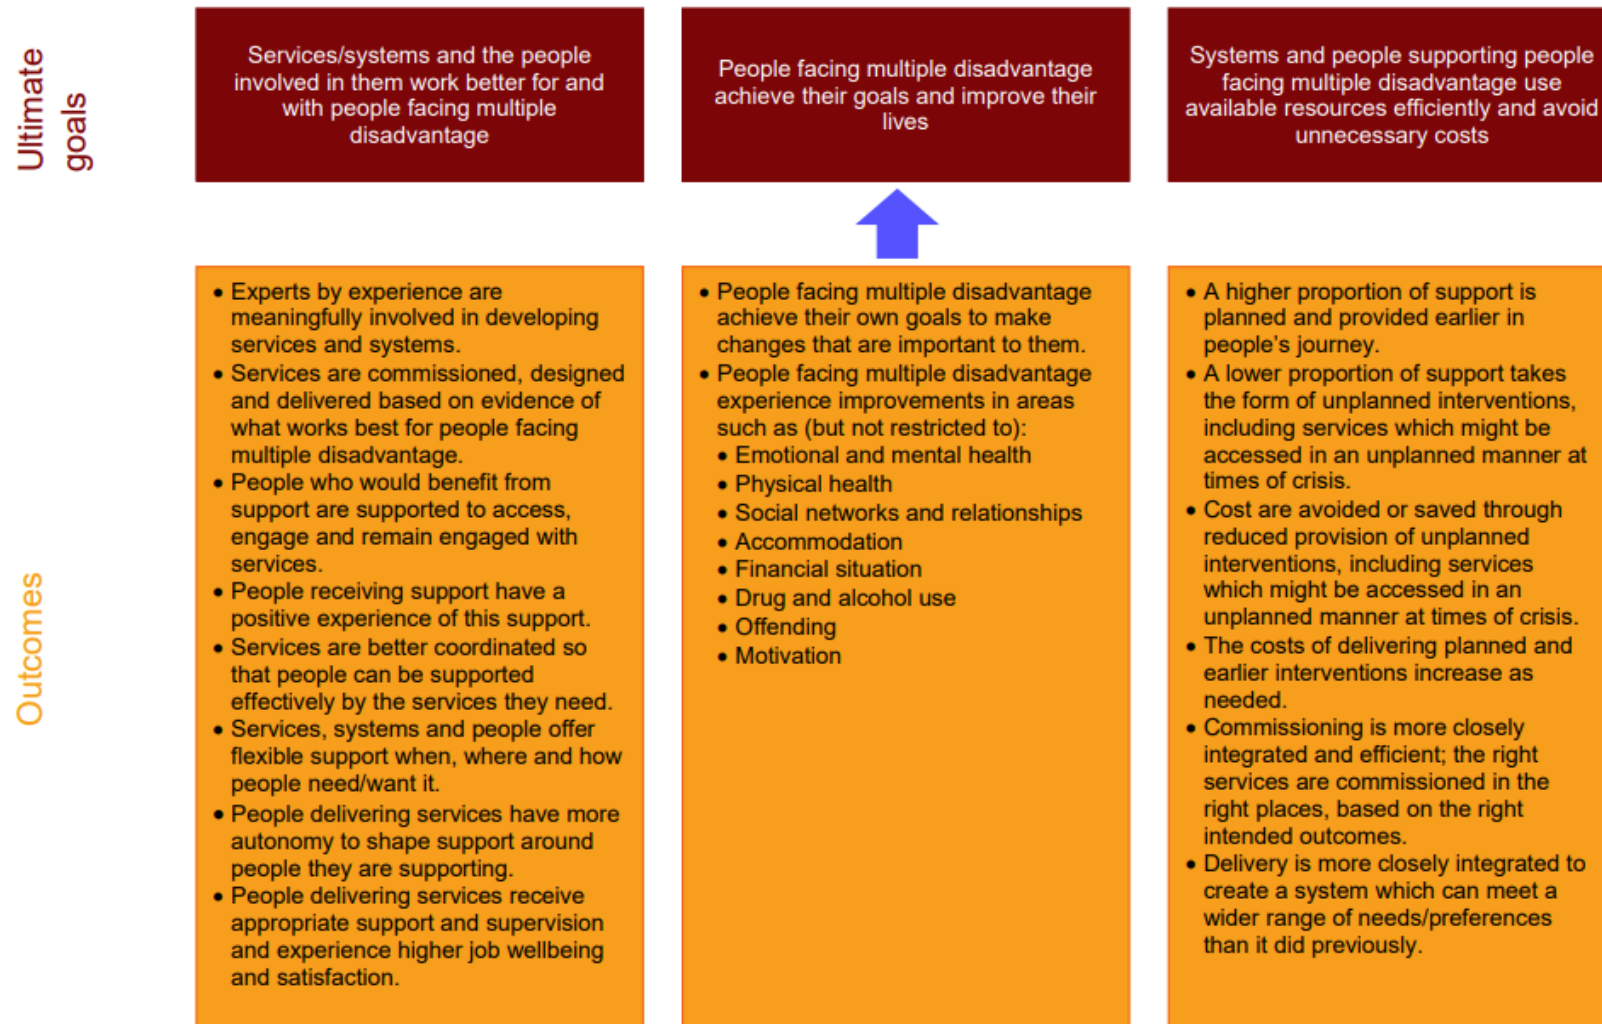 Ultimate
goals
Services/systems and the people
involved in them work better for and
with people facing multiple
disadvantage
People facing multiple disadvantage
achieve their goals and improve their
lives
Systems and people supporting people
facing multiple disadvantage use
available resources efficiently and avoid
unnecessary costs
Outcomes
• Experts by experience are
meaningfully involved in developing
services and systems.
• Services are commissioned, designed
and delivered based on evidence of
what works best for people facing
multiple disadvantage.
• People who would benefit from
support are supported to access,
engage and remain engaged with
services.
• People receiving support have a
positive experience of this support.
• Services are better coordinated so
that people can be supported
effectively by the services they need.
• Services, systems and people offer
flexible support when, where and how
people need/want it.
• People delivering services have more
autonomy to shape support around
people they are supporting.
• People delivering services receive
appropriate support and supervision
and experience higher job wellbeing
and satisfaction.
• People facing multiple disadvantage
achieve their own goals to make
changes that are important to them.
• People facing multiple disadvantage
experience improvements in areas
such as (but not restricted to):
• Emotional and mental health
• Physical health
• Social networks and relationships
• Accommodation
• Financial situation
• Drug and alcohol use
• Offending
• Motivation
• A higher proportion of support is
planned and provided earlier in
people's journey.
• A lower proportion of support takes
the form of unplanned interventions,
including services which might be
accessed in an unplanned manner at
times of crisis.
• Cost are avoided or saved through
reduced provision of unplanned
interventions, including services
which might be accessed in an
unplanned manner at times of crisis.
• The costs of delivering planned and
earlier interventions increase as
needed.
• Commissioning is more closely
integrated and efficient; the right
services are commissioned in the
right places, based on the right
intended outcomes.
• Delivery is more closely integrated to
create a system which can meet a
wider range of needs/preferences
than it did previously.